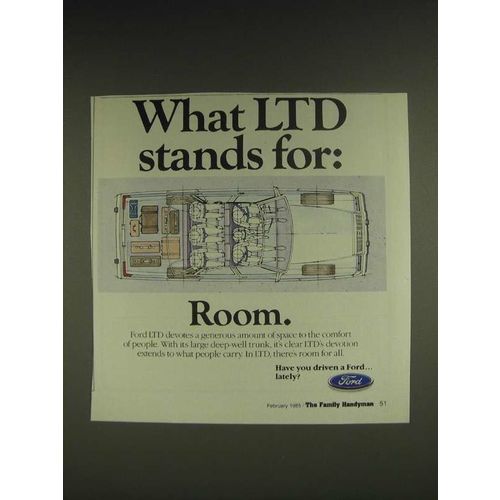 What LTD
stands for:
Room.
Ford LTD devotes a generous amount of space to the comfort
of people. With its large deep-well trunk, it's clear LTD's devotion
extends to what people carry. In LTD, there's room for all.
Have you driven a Ford...
lately?
Ford
February 1985 / The Family Handyman 51